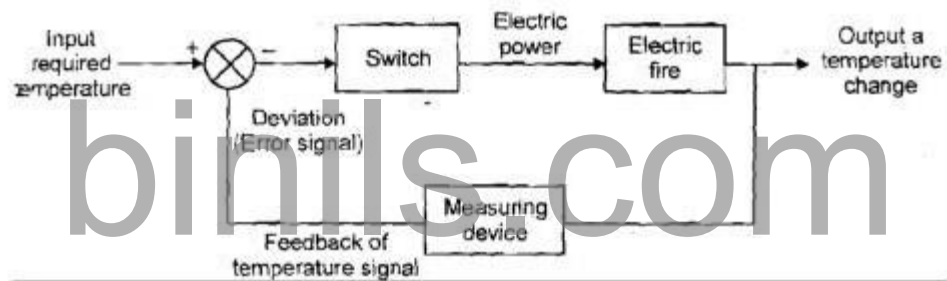 Input
required
temperature
+
−
Switch
Electric
power
Electric
fire
Output a
temperature
change
Deviation
(Error signal)
binils.com
Measuring
device
Feedback of
temperature signal